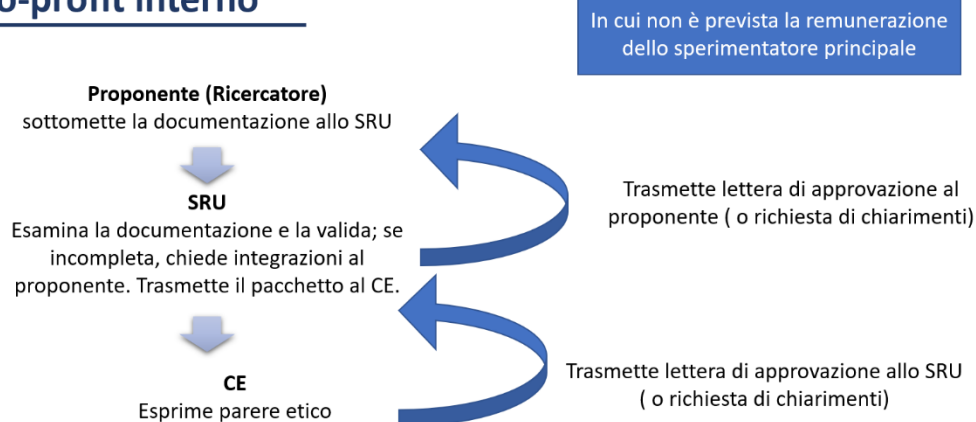 o-profit interno
In cui non è prevista la remunerazione
dello sperimentatore principale
Proponente (Ricercatore)
sottomette la documentazione allo SRU
SRU
Esamina la documentazione e la valida; se
incompleta, chiede integrazioni al
proponente. Trasmette il pacchetto al CE.
Trasmette lettera di approvazione al
proponente ( o richiesta di chiarimenti)
CE
Esprime parere etico
Trasmette lettera di approvazione allo SRU
( o richiesta di chiarimenti)